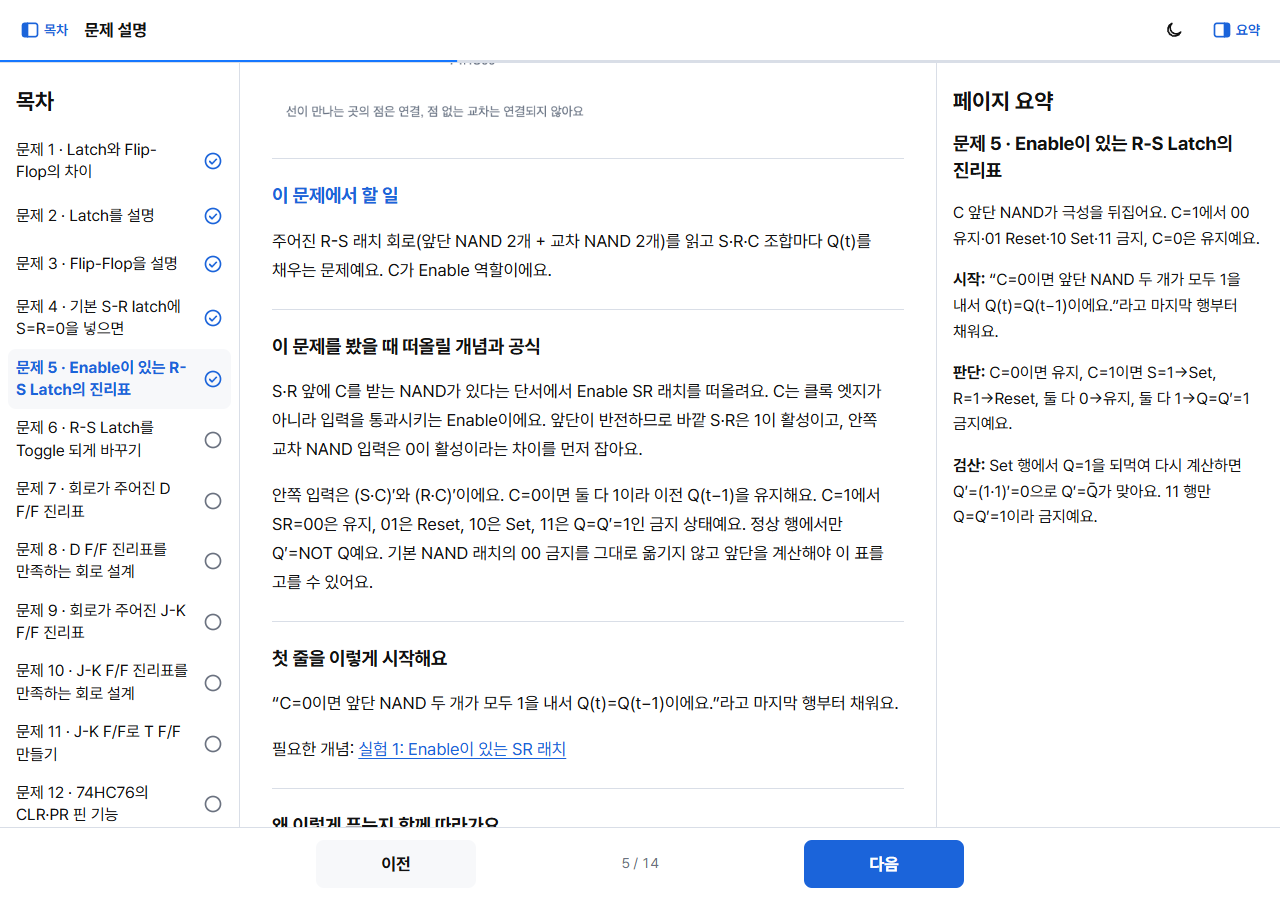 목차
문제 설명
요약
목차
문제 1 · Latch와 Flip-
Flop의 차이
문제 2 · Latch를 설명
문제 3 · Flip-Flop을 설명
문제 4 · 기본 S-R latch에
S=R=0을 넣으면
문제 5 · Enable이 있는 R-
S Latch의 진리표
문제 6 · R-S Latch를
Toggle 되게 바꾸기
문제 7 · 회로가 주어진 D
F/F 진리표
문제 8 · D F/F 진리표를
만족하는 회로 설계
문제 9 · 회로가 주어진 J-K
F/F 진리표
문제 10 · J-K F/F 진리표를
만족하는 회로 설계
문제 11 · J-K F/F로 T F/F
만들기
문제 12 · 74HC76의
CLR·PR 핀 기능
선이 만나는 곳의 점은 연결, 점 없는 교차는 연결되지 않아요
이 문제에서 할 일
주어진 R-S 래치 회로(앞단 NAND 2개 + 교차 NAND 2개)를 읽고 S·R·C 조합마다 Q(t)를
채우는 문제예요. C가 Enable 역할이에요.
이 문제를 봤을 때 떠올릴 개념과 공식
S·R 앞에 C를 받는 NAND가 있다는 단서에서 Enable SR 래치를 떠올려요. C는 클록 엣지가
아니라 입력을 통과시키는 Enable이에요. 앞단이 반전하므로 바깥 S·R은 1이 활성이고, 안쪽
교차 NAND 입력은 0이 활성이라는 차이를 먼저 잡아요.
안쪽 입력은 (S·C)′와 (R·C)′이에요. C=0이면 둘 다 1이라 이전 Q(t−1)을 유지해요. C=1에서
SR=00은 유지, 01은 Reset, 10은 Set, 11은 Q=Q′=1인 금지 상태예요. 정상 행에서만
Q′=NOT Q예요. 기본 NAND 래치의 00 금지를 그대로 옮기지 않고 앞단을 계산해야 이 표를
고를 수 있어요.
첫 줄을 이렇게 시작해요
“C=0이면 앞단 NAND 두 개가 모두 1을 내서 Q(t)=Q(t−1)이에요.”라고 마지막 행부터 채워요.
필요한 개념: 실험 1: Enable이 있는 SR 래치
왜 이렇게 푸는지 함께 따라가요
페이지 요약
문제 5 · Enable이 있는 R-S Latch의
진리표
C 앞단 NAND가 극성을 뒤집어요. C=1에서 00
유지·01 Reset·10 Set·11 금지, C=0은 유지예요.
시작: “C=0이면 앞단 NAND 두 개가 모두 1을
내서 Q(t)=Q(t−1)이에요.”라고 마지막 행부터
채워요.
판단: C=0이면 유지, C=1이면 S=1→Set,
R=1→Reset, 둘 다 0→유지, 둘 다 1→Q=Q′=1
금지예요.
검산: Set 행에서 Q=1을 되먹여 다시 계산하면
Q′=(1·1)′=0으로 Q′=Q̄가 맞아요. 11 행만
Q=Q′=1이라 금지예요.
이전
5 / 14
다음